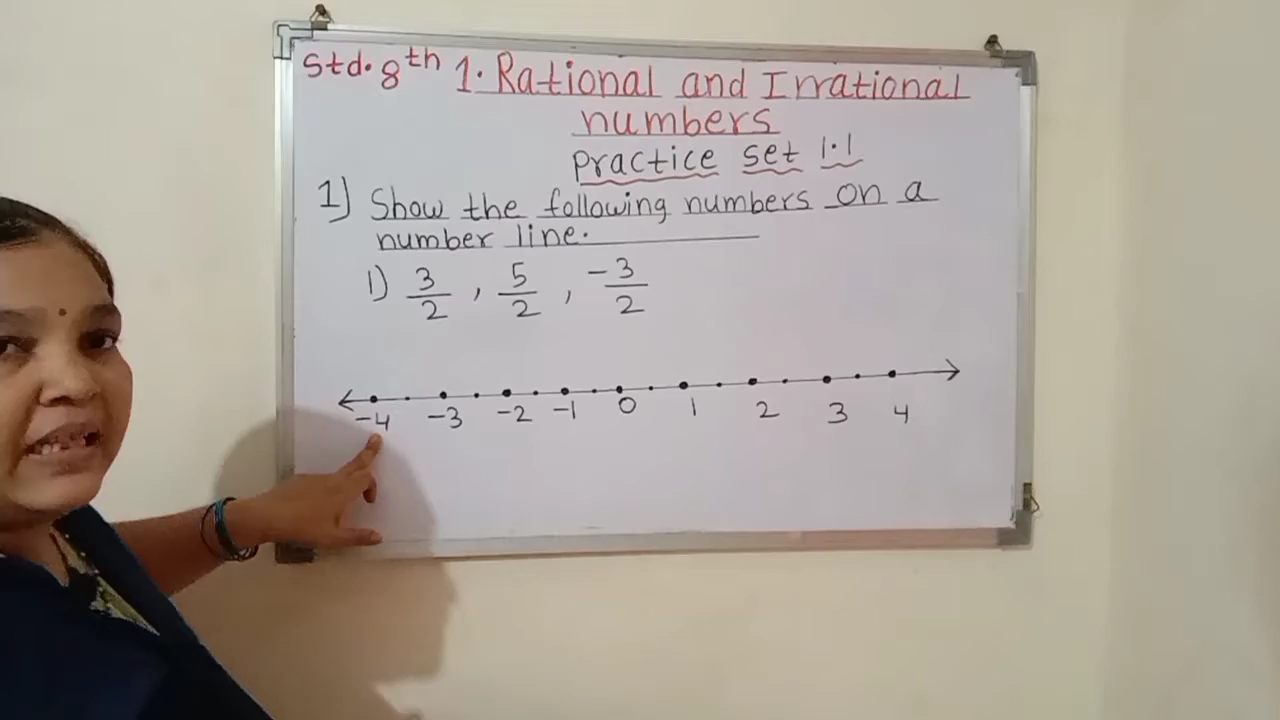 Std. 8th 1. Rational and Irrational
numbers
Practice set 1.1
1) Show the following numbers on a
number line.
1) 3/2 , 5/2 , -3/2
-4 -3 -2 -1 0 1 2 3 4